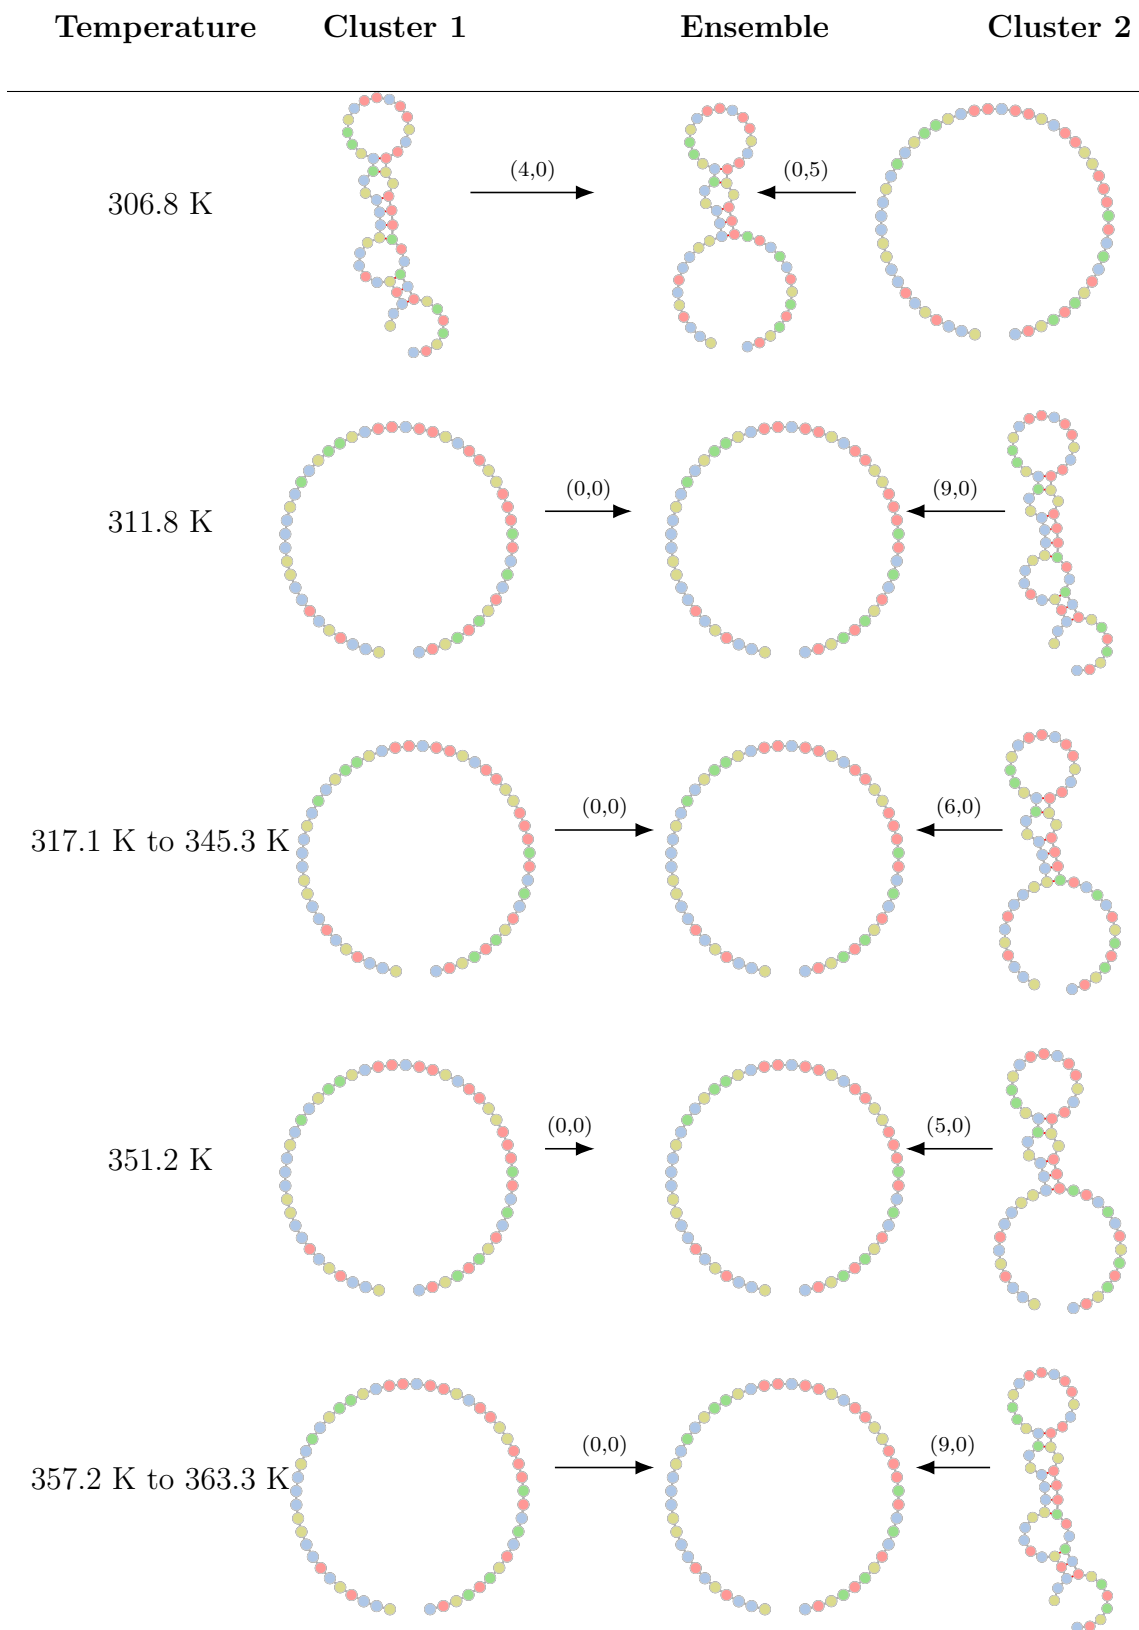 Temperature Cluster 1 Ensemble Cluster 2
306.8 K (4,0) (0,5)
311.8 K (0,0) (9,0)
317.1 K to 345.3 K (0,0) (6,0)
351.2 K (0,0) (5,0)
357.2 K to 363.3 K (0,0) (9,0)